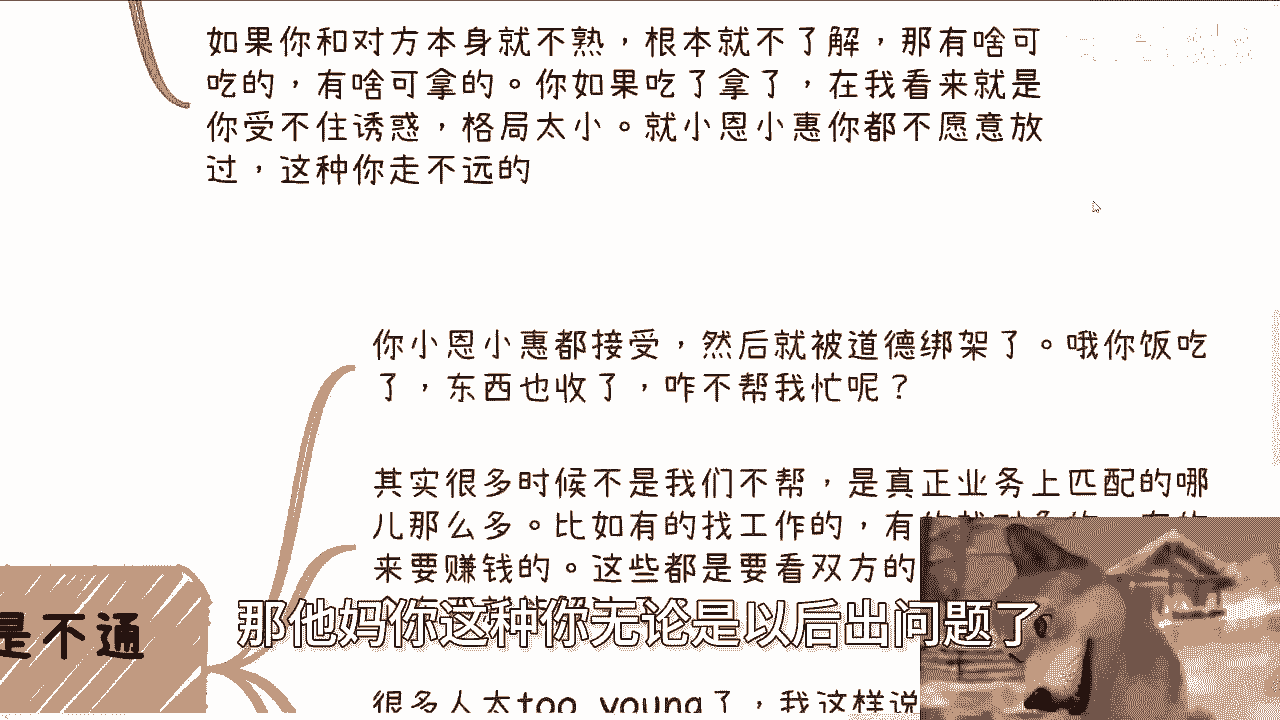 如果你和对方本身就不熟，根本就不了解，那有啥可
吃的，有啥可拿的。你如果吃了拿了，在我看来就是
你受不住诱惑，格局太小。就小恩小惠你都不愿意放
过，这种你走不远的
你小恩小惠都接受，然后就被道德绑架了。哦你饭吃
了，东西也收了，咋不帮我忙呢？
其实很多时候不是我们不帮，是真正业务上匹配的哪
儿那么多。比如有的找工作的，有的
来要赚钱的。这些都是要看双方的
是不通
那他妈你这种你无论是以后出问题了
很多人太too young了，我这样说